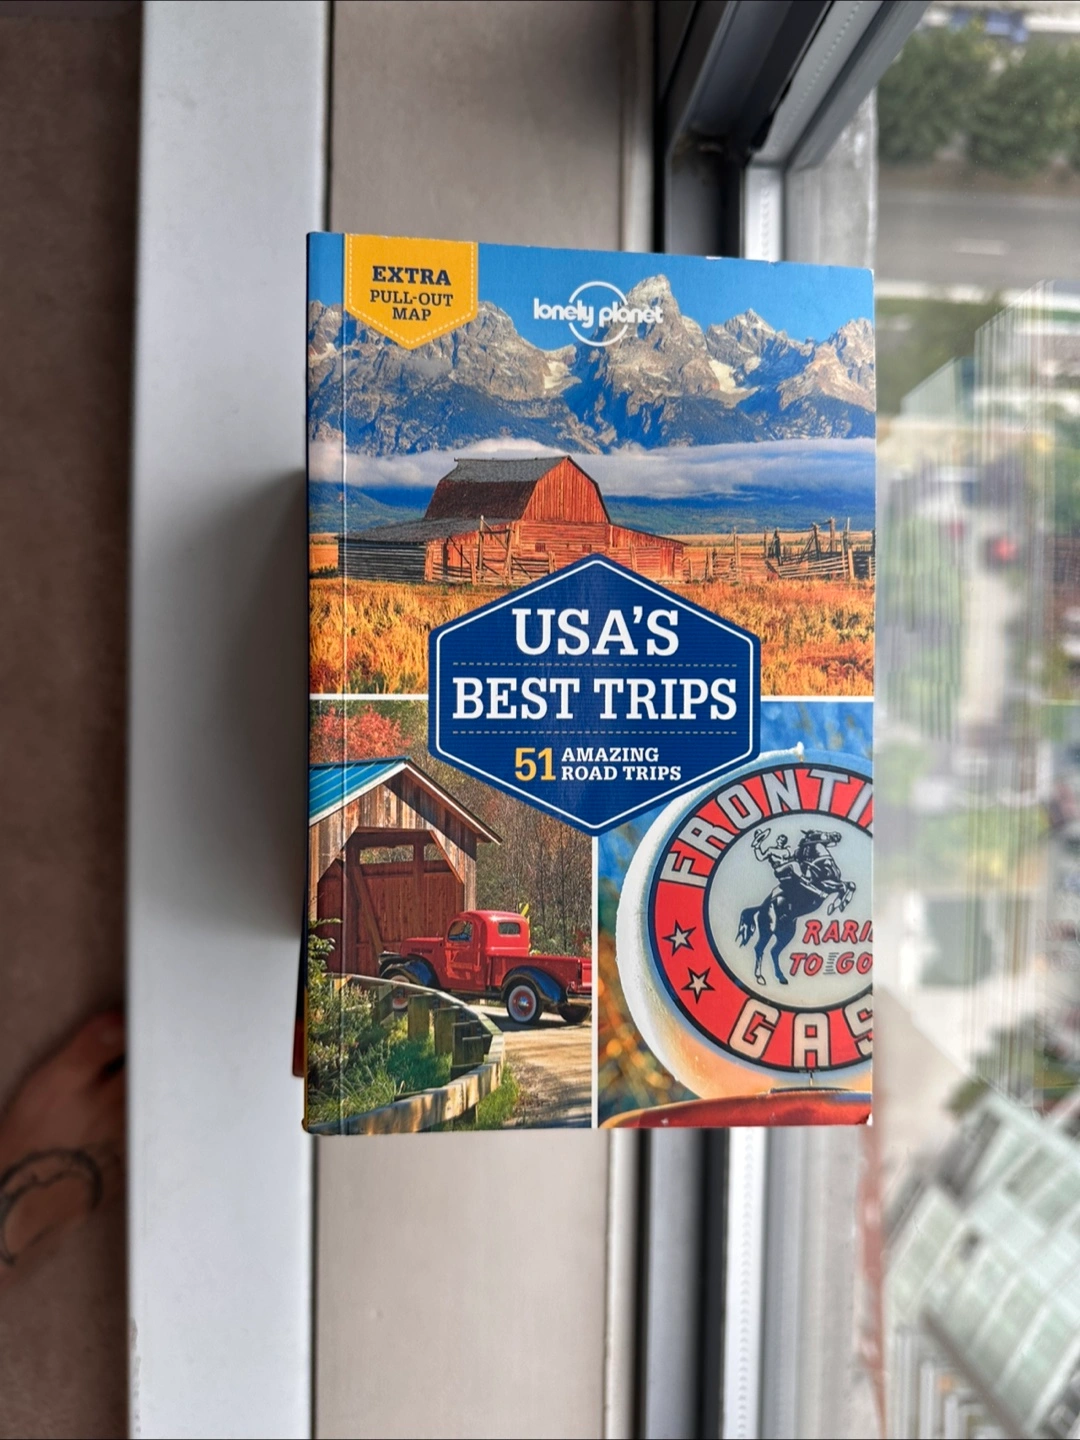 EXTRA
PULL-OUT
MAP
lonely planet
USA'S
BEST TRIPS
51 AMAZING
ROAD TRIPS
FRONTI
RARI
TO GO
GAS